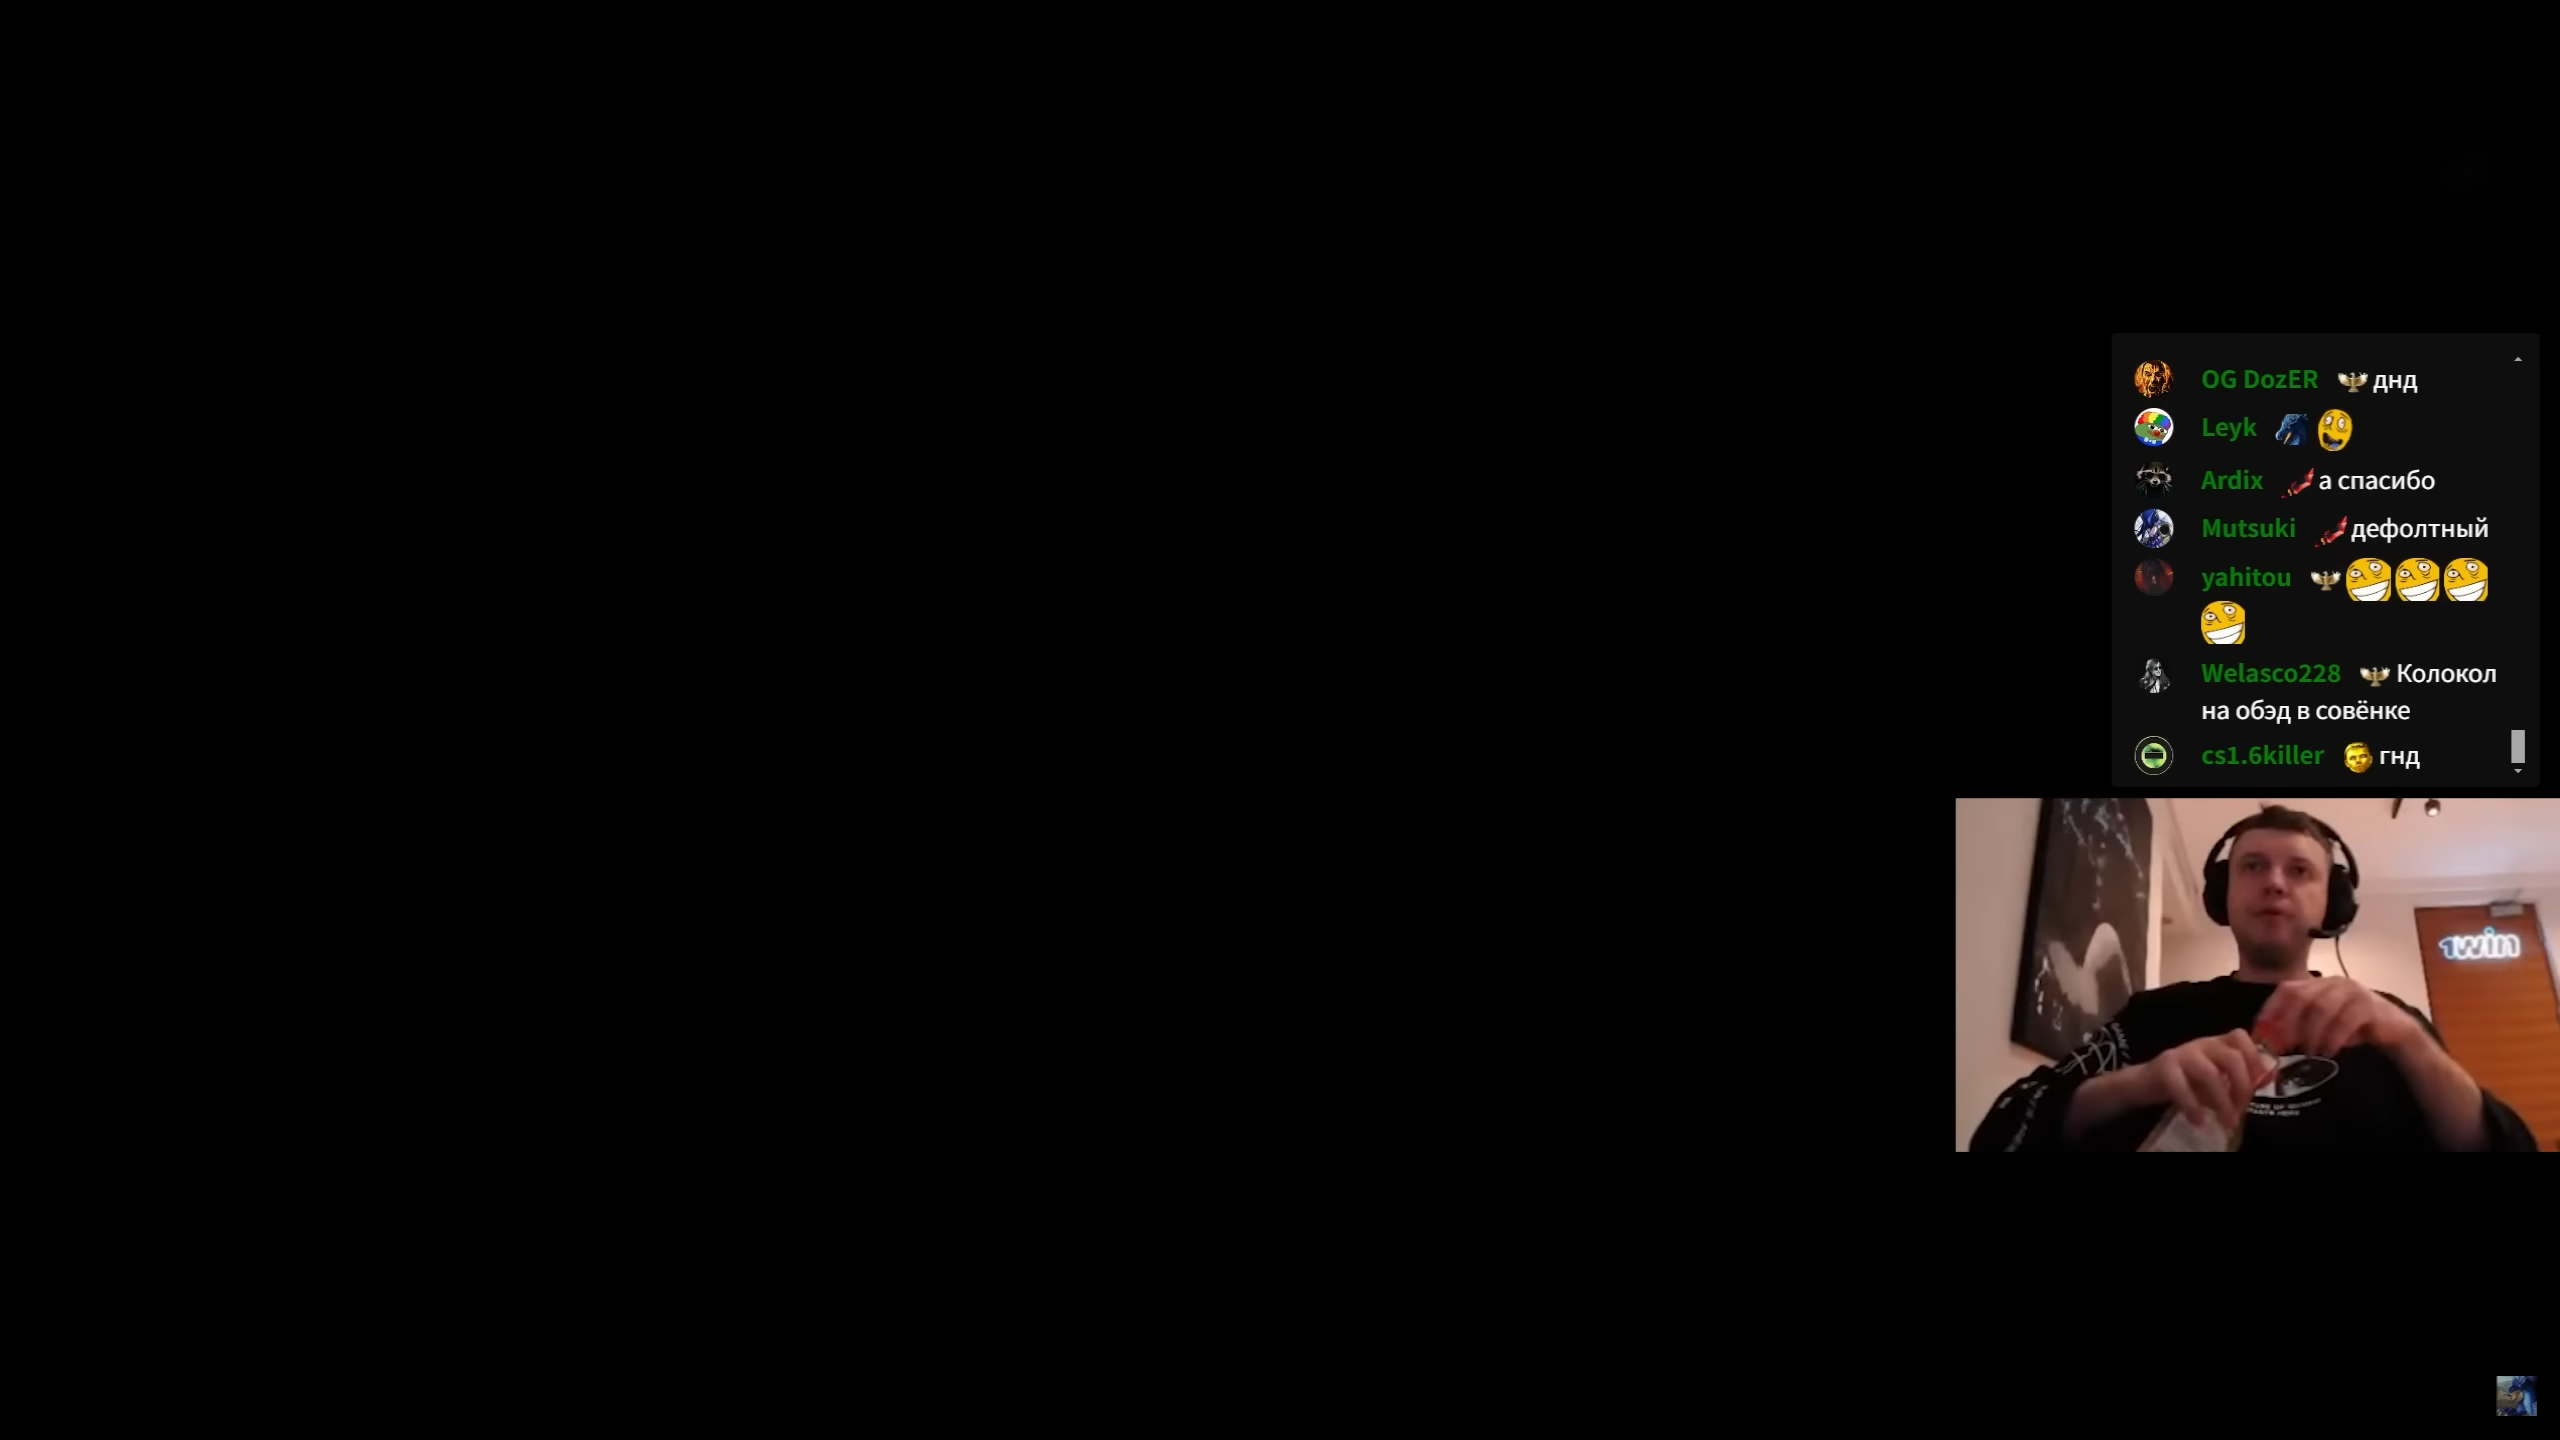 OG DozER днд
Leyk
Ardix а спасибо
Mutsuki дефолтный
yahitou
Welasco228 Колокол
на обэд в совёнке
cs1.6killer гнд
1win